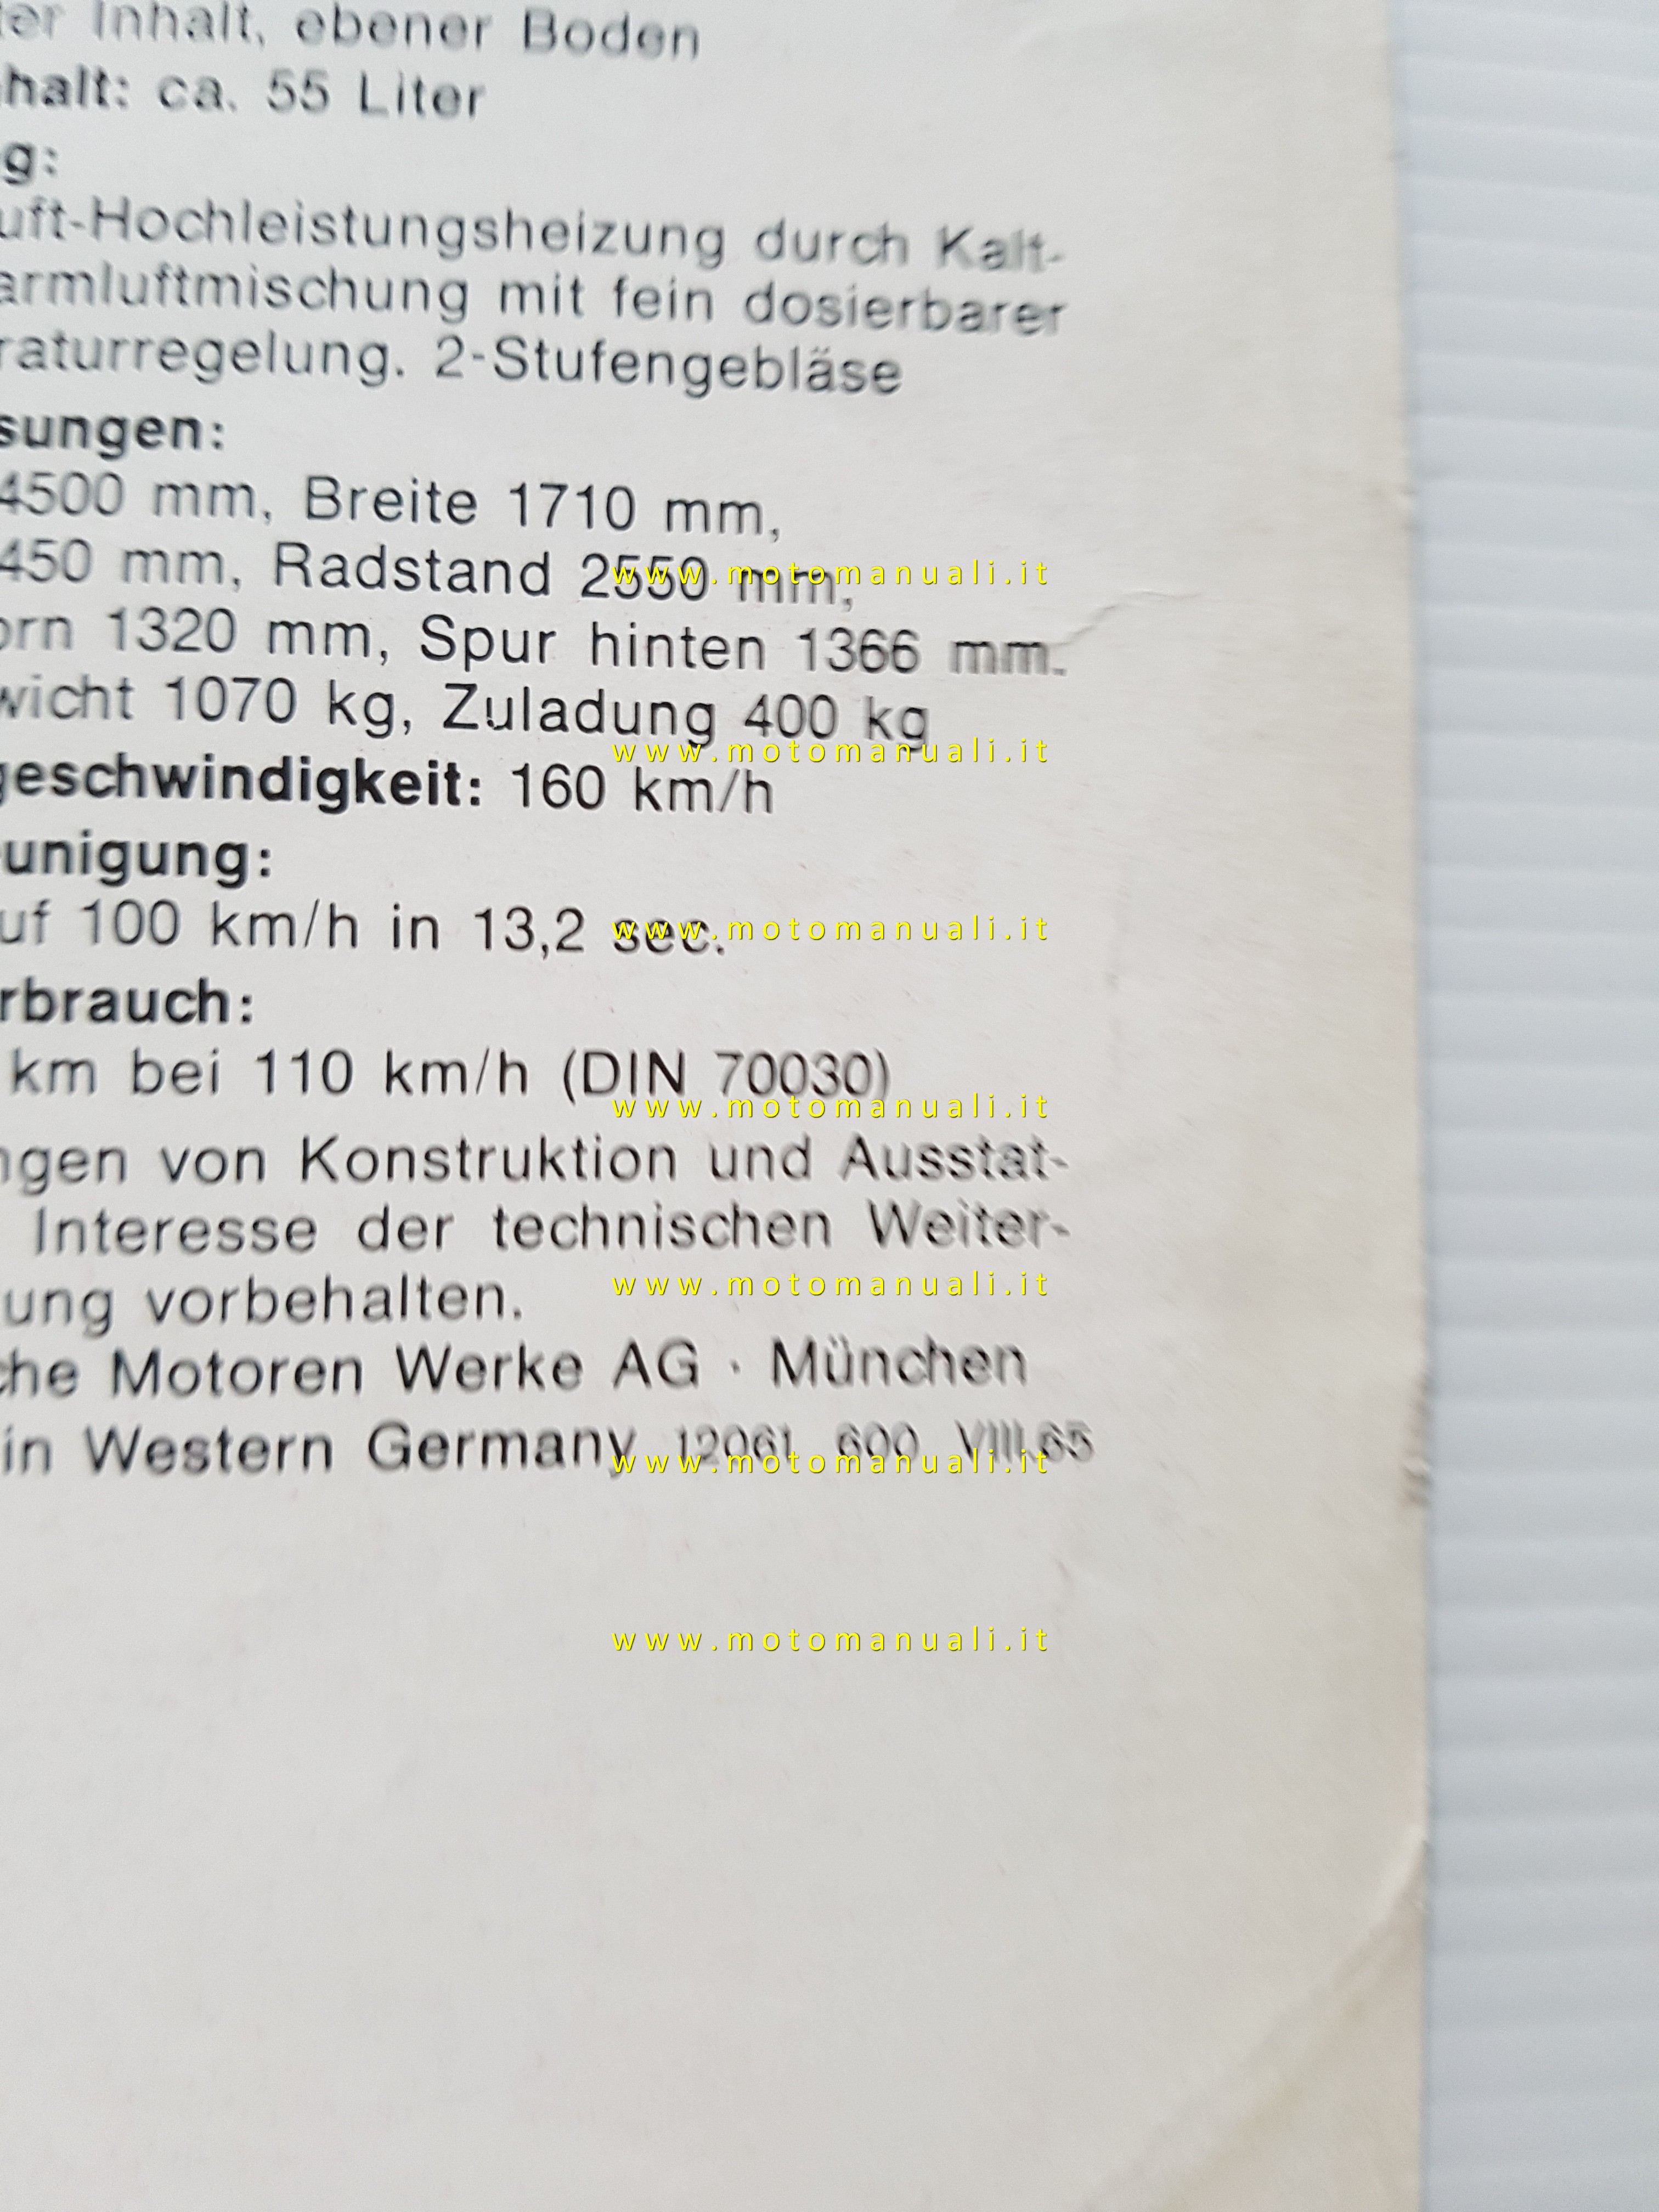 ter Inhalt, ebener Boden
halt: ca. 55 Liter
g:
uft-Hochleistungsheizung durch Kalt-
armluftmischung mit fein dosierbarer
raturregelung. 2-Stufengebläse
sungen:
4500 mm, Breite 1710 mm,
450 mm, Radstand 2550 mm,
www.motomanuali.it
orn 1320 mm, Spur hinten 1366 mm.
wicht 1070 kg, Zuladung 400 kg
www.motomanuali.it
geschwindigkeit: 160 km/h
unigung:
uf 100 km/h in 13,2 sec.
www.motomanuali.it
rbrauch:
km bei 110 km/h (DIN 70030)
www.motomanuali.it
ngen von Konstruktion und Ausstat-
Interesse der technischen Weiter-
ung vorbehalten.
www.motomanuali.it
che Motoren Werke AG · München
in Western Germany 12061 600 VIII.65
www.motomanuali.it
www.motomanuali.it